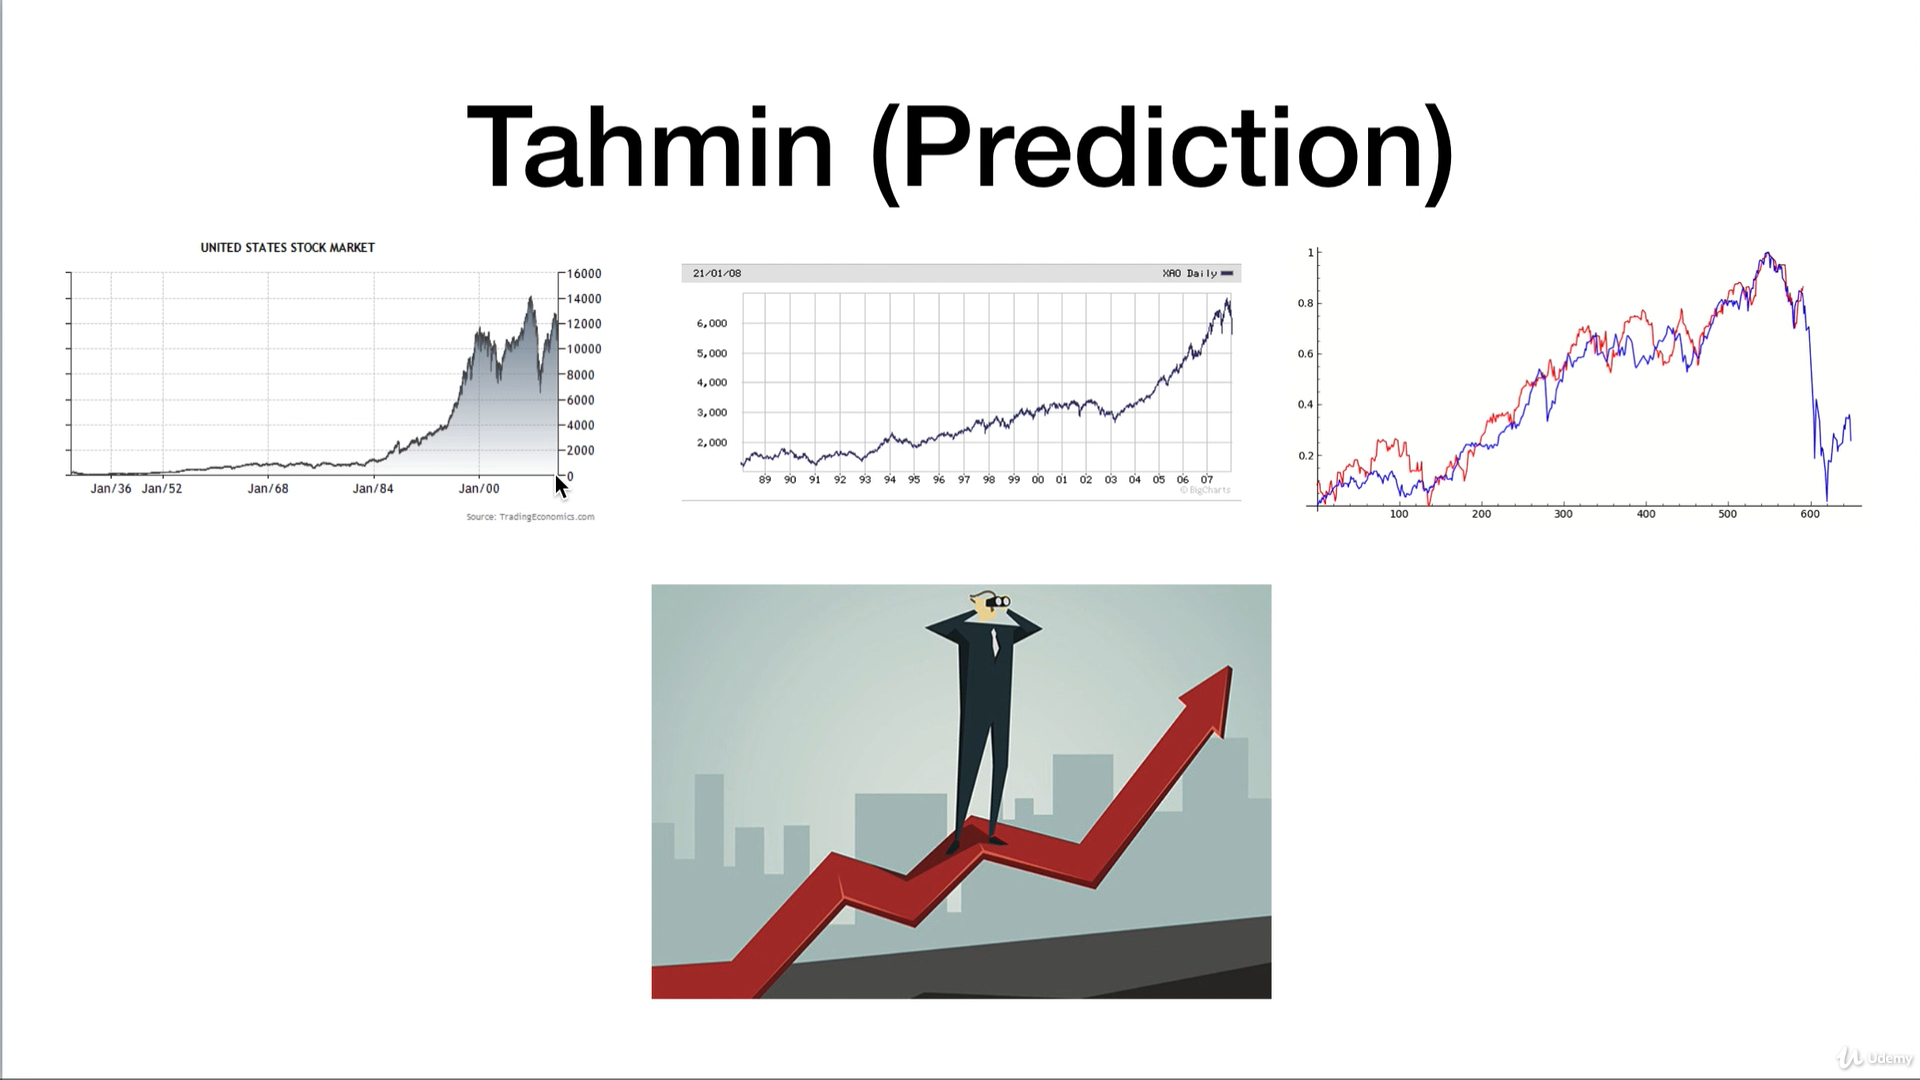 Tahmin (Prediction)
UNITED STATES STOCK MARKET
16000
14000
12000
10000
8000
6000
4000
2000
0
Jan/36 Jan/52 Jan/68 Jan/84 Jan/00
Source: TradingEconomics.com
21/01/08 XAO Daily
6,000
5,000
4,000
3,000
2,000
89 90 91 92 93 94 95 96 97 98 99 00 01 02 03 04 05 06 07
© BigCharts
1
0.8
0.6
0.4
0.2
100 200 300 400 500 600
Udemy